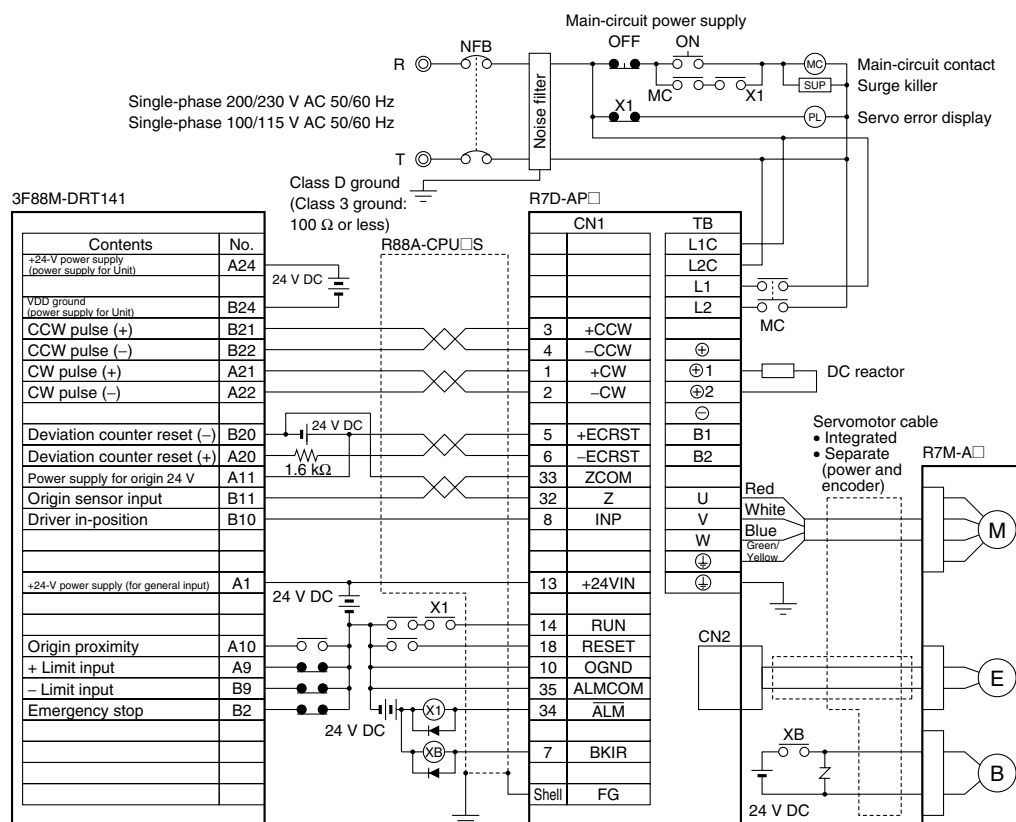 Main-circuit power supply
OFF ON
NFB
R
MC X1
MC Main-circuit contact
SUP Surge killer
X1 PL Servo error display
Single-phase 200/230 V AC 50/60 Hz
Single-phase 100/115 V AC 50/60 Hz
Noise filter
T
Class D ground
(Class 3 ground:
100 Ω or less)
3F88M-DRT141
R88A-CPU□S
R7D-AP□
Contents No.
+24-V power supply
(power supply for Unit) A24
24 V DC
VDD ground
(power supply for Unit) B24
CCW pulse (+) B21
CCW pulse (−) B22
CW pulse (+) A21
CW pulse (−) A22
Deviation counter reset (−) B20
Deviation counter reset (+) A20
Power supply for origin 24 V A11
Origin sensor input B11
Driver in-position B10
+24-V power supply (for general input) A1
Origin proximity A10
+ Limit input A9
− Limit input B9
Emergency stop B2
24 V DC
1.6 kΩ
24 V DC
X1
24 V DC
X1
XB
CN1
3 +CCW
4 −CCW
1 +CW
2 −CW
5 +ECRST
6 −ECRST
33 ZCOM
32 Z
8 INP
13 +24VIN
14 RUN
18 RESET
10 OGND
35 ALMCOM
34 ALM
7 BKIR
Shell FG
TB
L1C
L2C
L1
L2
MC
⊕
⊕1
⊕2
DC reactor
⊖
B1
B2
U
V
W
Red
White
Blue
Green/
Yellow
Servomotor cable
• Integrated
• Separate
(power and
encoder)
R7M-A□
M
CN2
E
XB
24 V DC
B